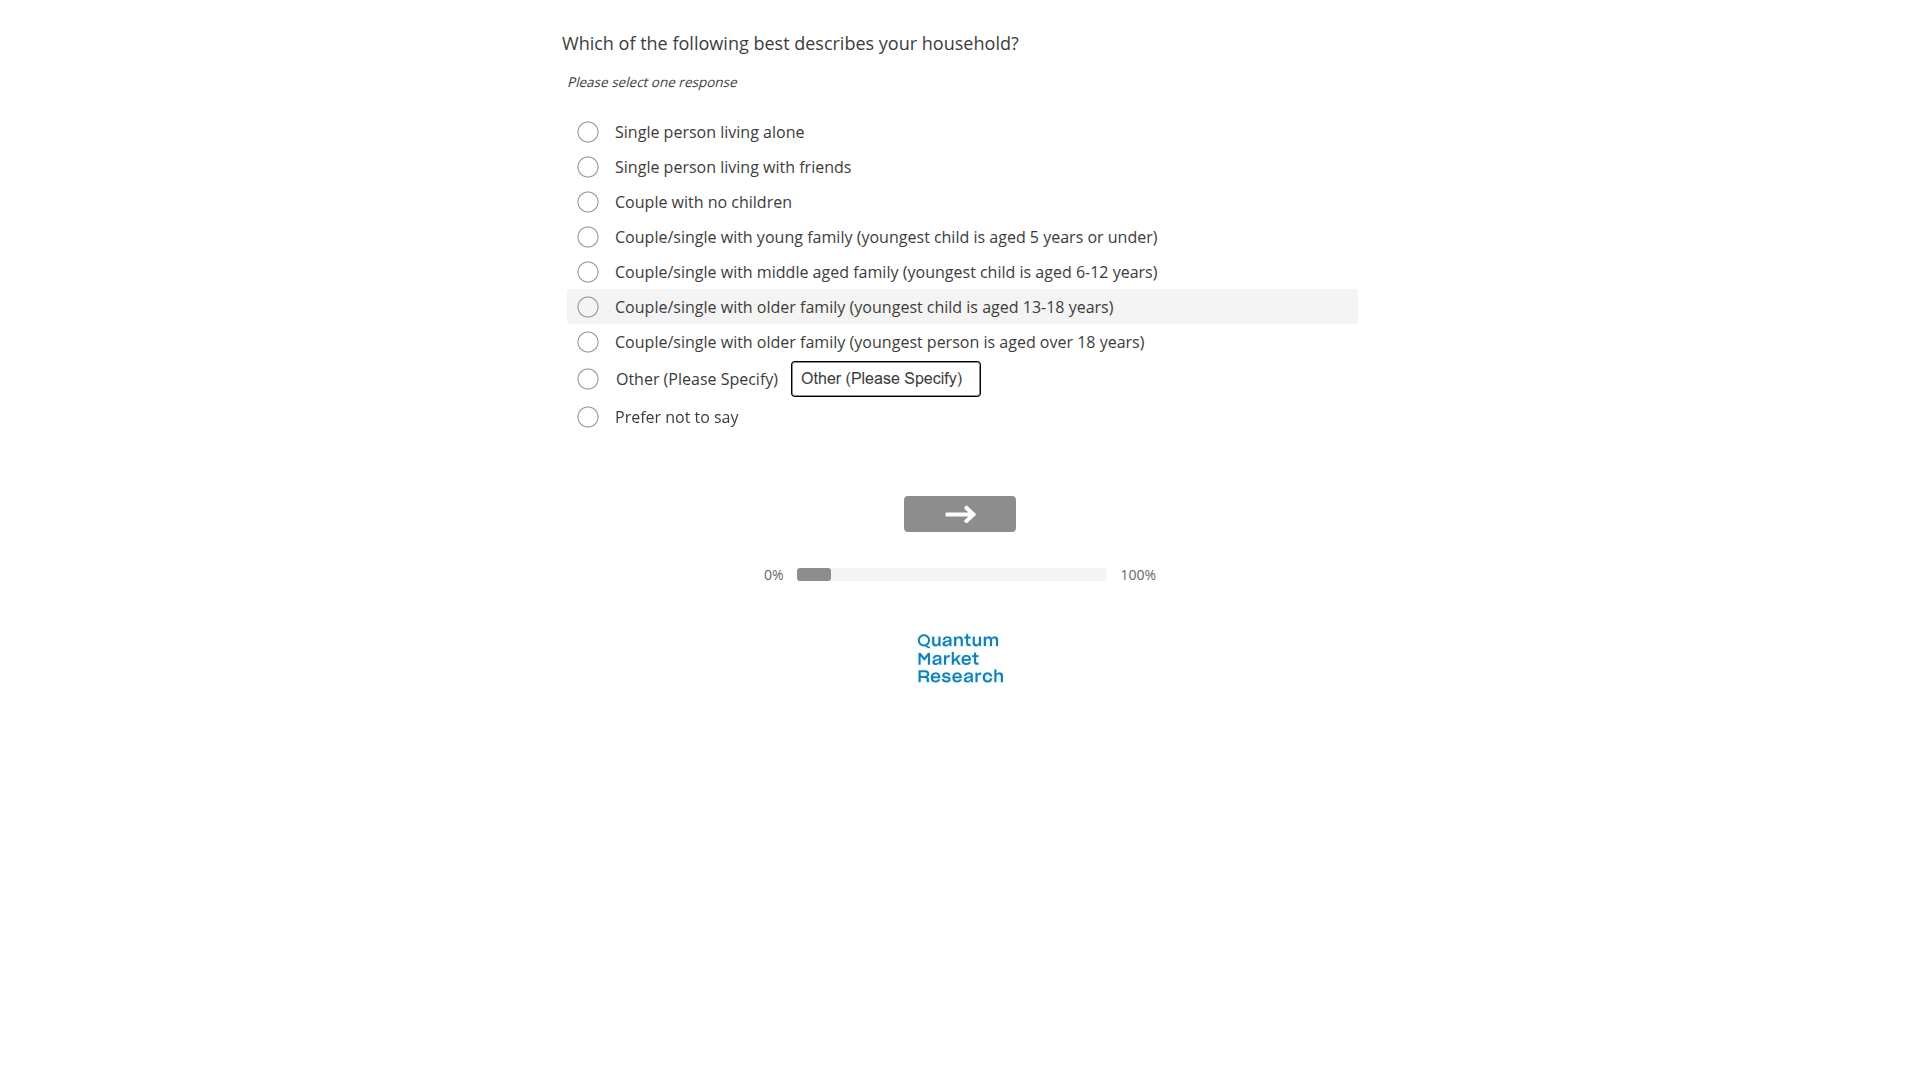 Which of the following best describes your household?
Please select one response
Single person living alone
Single person living with friends
Couple with no children
Couple/single with young family (youngest child is aged 5 years or under)
Couple/single with middle aged family (youngest child is aged 6-12 years)
Couple/single with older family (youngest child is aged 13-18 years)
Couple/single with older family (youngest person is aged over 18 years)
Other (Please Specify) Other (Please Specify)
Prefer not to say
0% 100%
Quantum
Market
Research